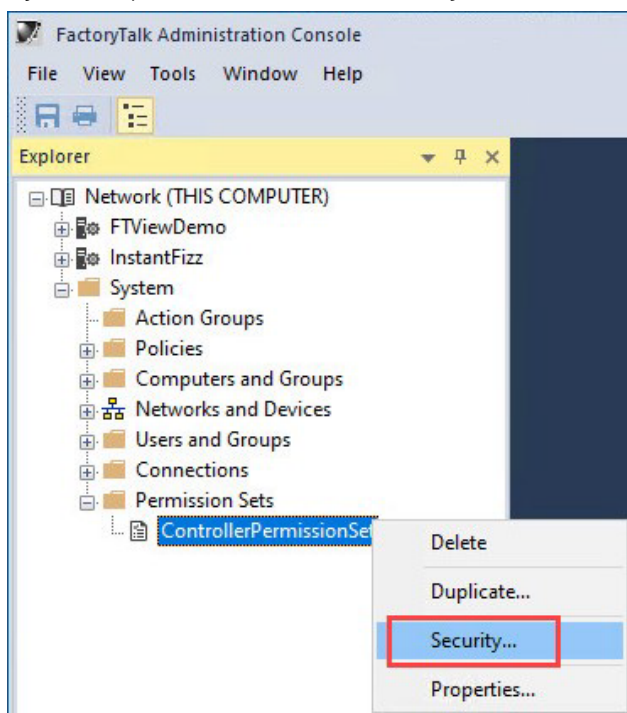 FactoryTalk Administration Console
File View Tools Window Help
Explorer
Network (THIS COMPUTER)
FTViewDemo
InstantFizz
System
Action Groups
Policies
Computers and Groups
Networks and Devices
Users and Groups
Connections
Permission Sets
ControllerPermissionSet
Delete
Duplicate...
Security...
Properties...